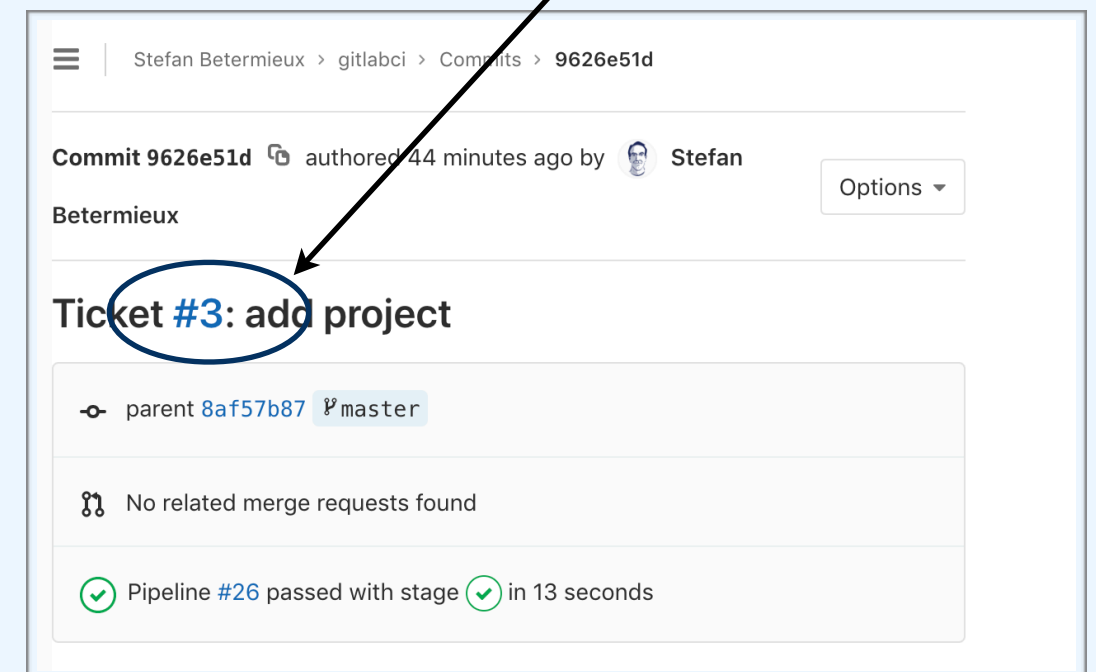 Stefan Betermieux › gitlabci › Commits › 9626e51d
Commit 9626e51d authored 44 minutes ago by Stefan
Betermieux
Options
Ticket #3: add project
parent 8af57b87 master
No related merge requests found
Pipeline #26 passed with stage in 13 seconds